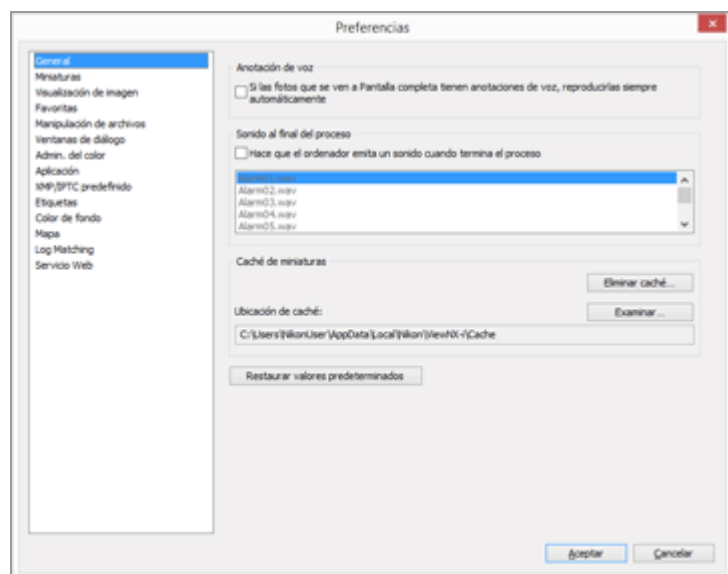 Preferencias
General
Miniaturas
Visualización de imagen
Favoritas
Manipulación de archivos
Ventanas de diálogo
Admin. del color
Aplicación
XMP/IPTC predefinido
Etiquetas
Color de fondo
Mapa
Log Matching
Servicio Web
Anotación de voz
Si las fotos que se ven a Pantalla completa tienen anotaciones de voz, reproducirlas siempre
automáticamente
Sonido al final del proceso
Hace que el ordenador emita un sonido cuando termina el proceso
Alarm01.wav
Alarm02.wav
Alarm03.wav
Alarm04.wav
Alarm05.wav
Caché de miniaturas
Eliminar caché...
Ubicación de caché:
Examinar...
C:\Users\NikonUser\AppData\Local\Nikon\ViewNX-i\Cache
Restaurar valores predeterminados
Aceptar
Cancelar